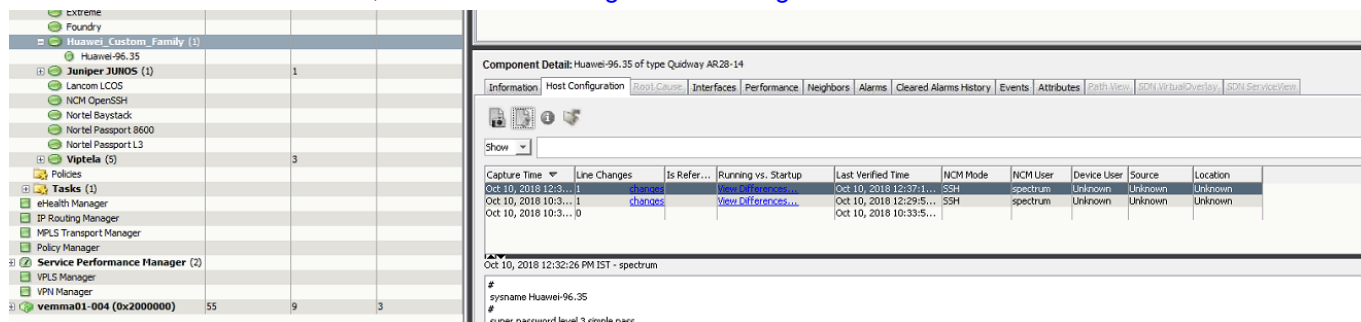 Extreme
Foundry
Huawei_Custom_Family (1)
Huawei-96.35
Juniper JUNOS (1) 1
Lancom LCOS
NCM OpenSSH
Nortel Baystack
Nortel Passport 8600
Nortel Passport L3
Viptela (5) 3
Policies
Tasks (1)
eHealth Manager
IP Routing Manager
MPLS Transport Manager
Policy Manager
Service Performance Manager (2)
VPLS Manager
VPN Manager
vemma01-004 (0x2000000) 55 9 3
Component Detail: Huawei-96.35 of type Quidway AR28-14
Information Host Configuration Root Cause Interfaces Performance Neighbors Alarms Cleared Alarms History Events Attributes Path View SDN VirtualOverlay SDN ServiceView
Show
Capture Time Line Changes Is Refer... Running vs. Startup Last Verified Time NCM Mode NCM User Device User Source Location
Oct 10, 2018 12:3... 1 changes View Differences... Oct 10, 2018 12:37:1... SSH spectrum Unknown Unknown Unknown
Oct 10, 2018 10:3... 1 changes View Differences... Oct 10, 2018 12:29:5... SSH spectrum Unknown Unknown Unknown
Oct 10, 2018 10:3... 0 Oct 10, 2018 10:33:5...
Oct 10, 2018 12:32:26 PM IST - spectrum
#
sysname Huawei-96.35
#
super password level 3 simple pass